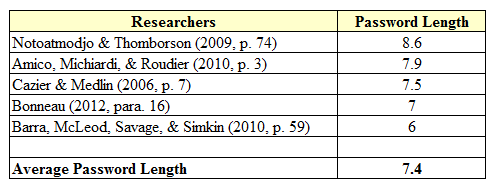 Researchers Password Length
Notoatmodjo & Thomborson (2009, p. 74) 8.6
Amico, Michiardi, & Roudier (2010, p. 3) 7.9
Cazier & Medlin (2006, p. 7) 7.5
Bonneau (2012, para. 16) 7
Barra, McLeod, Savage, & Simkin (2010, p. 59) 6
Average Password Length 7.4